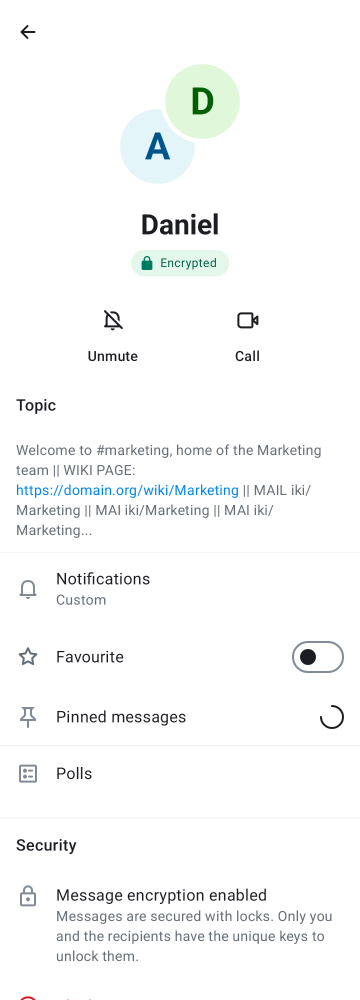 D
A
Daniel
Encrypted
Unmute
Call
Topic
Welcome to #marketing, home of the Marketing
team || WIKI PAGE:
https://domain.org/wiki/Marketing || MAIL iki/
Marketing || MAI iki/Marketing || MAI iki/
Marketing...
Notifications
Custom
Favourite
Pinned messages
Polls
Security
Message encryption enabled
Messages are secured with locks. Only you
and the recipients have the unique keys to
unlock them.